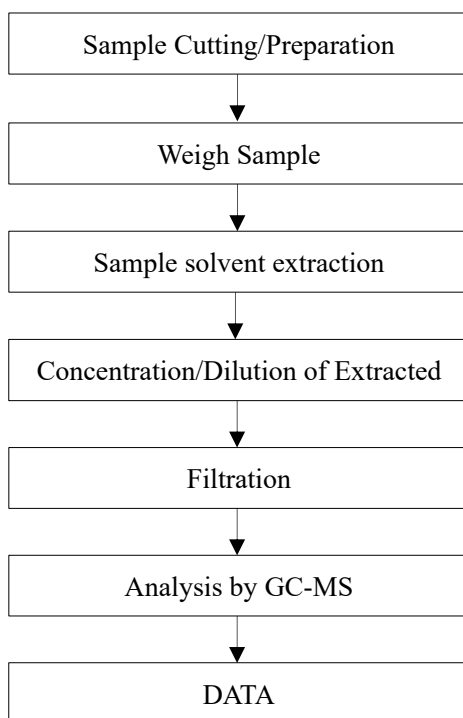 Sample Cutting/Preparation
Weigh Sample
Sample solvent extraction
Concentration/Dilution of Extracted
Filtration
Analysis by GC-MS
DATA